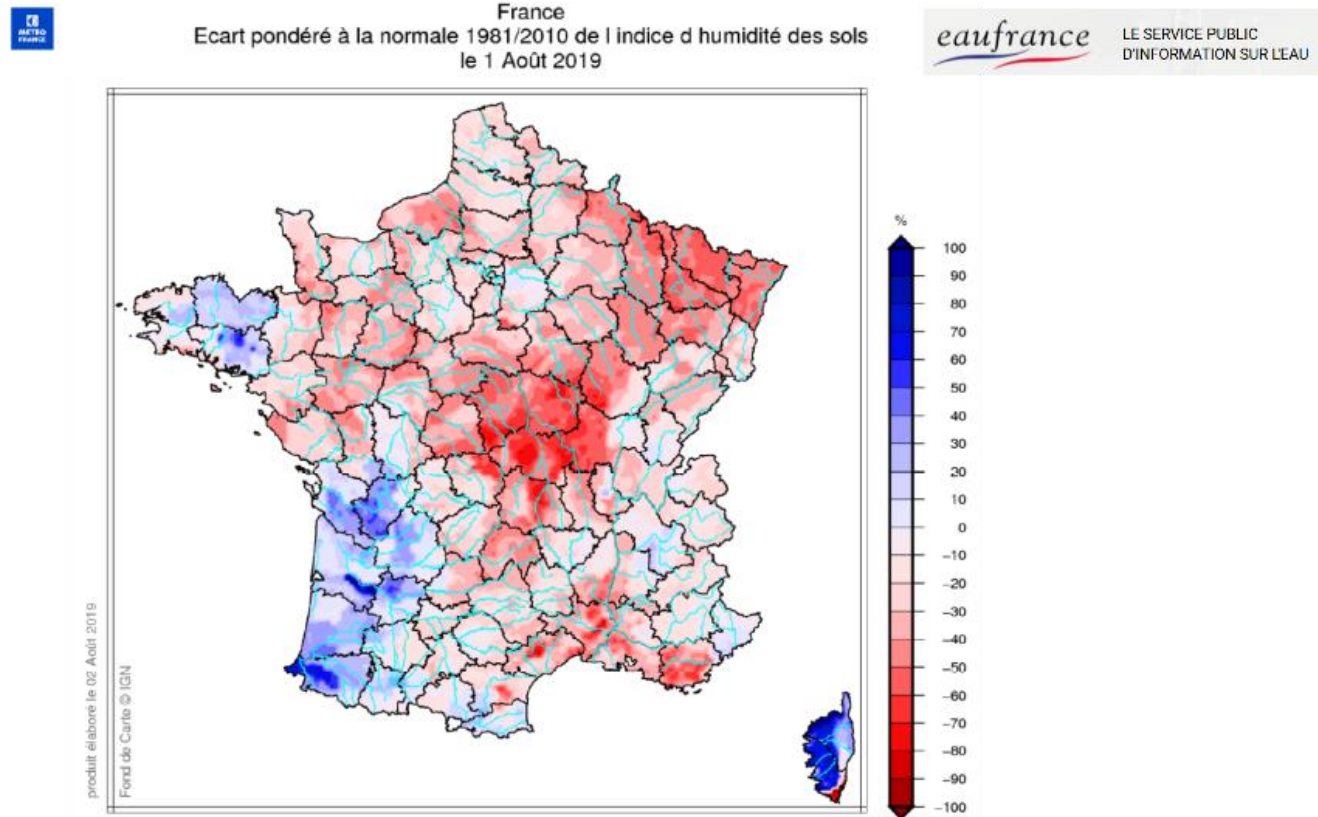 METEO
FRANCE
France
Ecart pondéré à la normale 1981/2010 de l indice d humidité des sols
le 1 Août 2019
eaufrance
LE SERVICE PUBLIC
D'INFORMATION SUR L'EAU
%
100
90
80
70
60
50
40
30
20
10
0
−10
−20
−30
−40
−50
−60
−70
−80
−90
−100
produit élaboré le 02 Août 2019
Fond de Carte © IGN